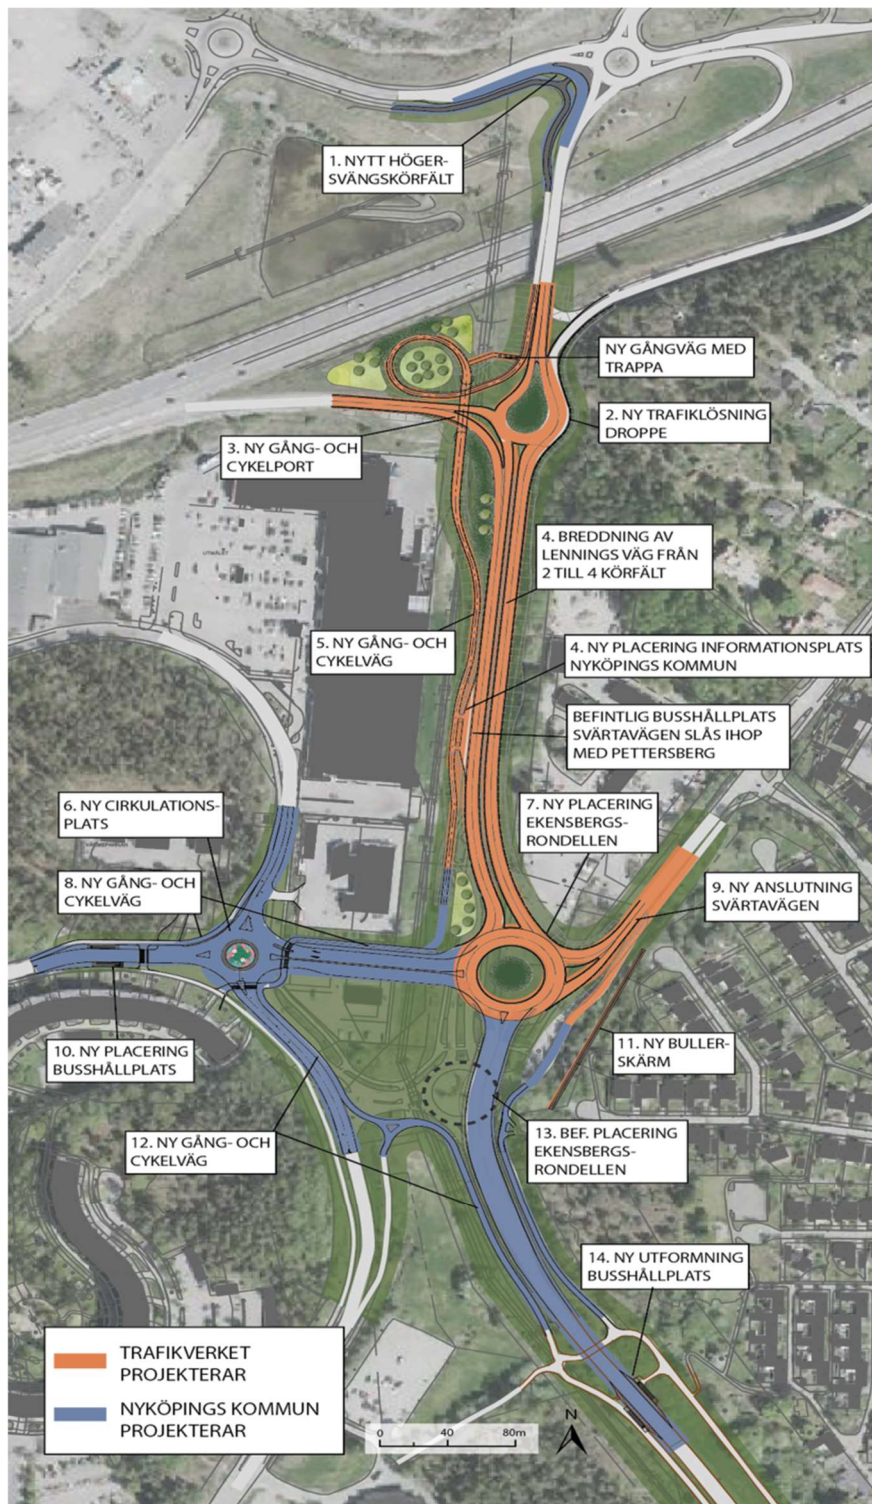 1. NYTT HÖGER-
SVÄNGSKÖRFÄLT
NY GÅNGVÄG MED
TRAPPA
2. NY TRAFIKLÖSNING
DROPPE
3. NY GÅNG- OCH
CYKELPORT
4. BREDDNING AV
LENNINGS VÄG FRÅN
2 TILL 4 KÖRFÄLT
5. NY GÅNG- OCH
CYKELVÄG
4. NY PLACERING INFORMATIONSPLATS
NYKÖPINGS KOMMUN
BEFINTLIG BUSSHÅLLPLATS
SVÄRTAVÄGEN SLÅS IHOP
MED PETTERSBERG
6. NY CIRKULATIONS-
PLATS
7. NY PLACERING
EKENSBERGS-
RONDELLEN
8. NY GÅNG- OCH
CYKELVÄG
9. NY ANSLUTNING
SVÄRTAVÄGEN
10. NY PLACERING
BUSSHÅLLPLATS
11. NY BULLER-
SKÄRM
12. NY GÅNG- OCH
CYKELVÄG
13. BEF. PLACERING
EKENSBERGS-
RONDELLEN
14. NY UTFORMNING
BUSSHÅLLPLATS
TRAFIKVERKET
PROJEKTERAR
NYKÖPINGS KOMMUN
PROJEKTERAR
0 40 80m
N